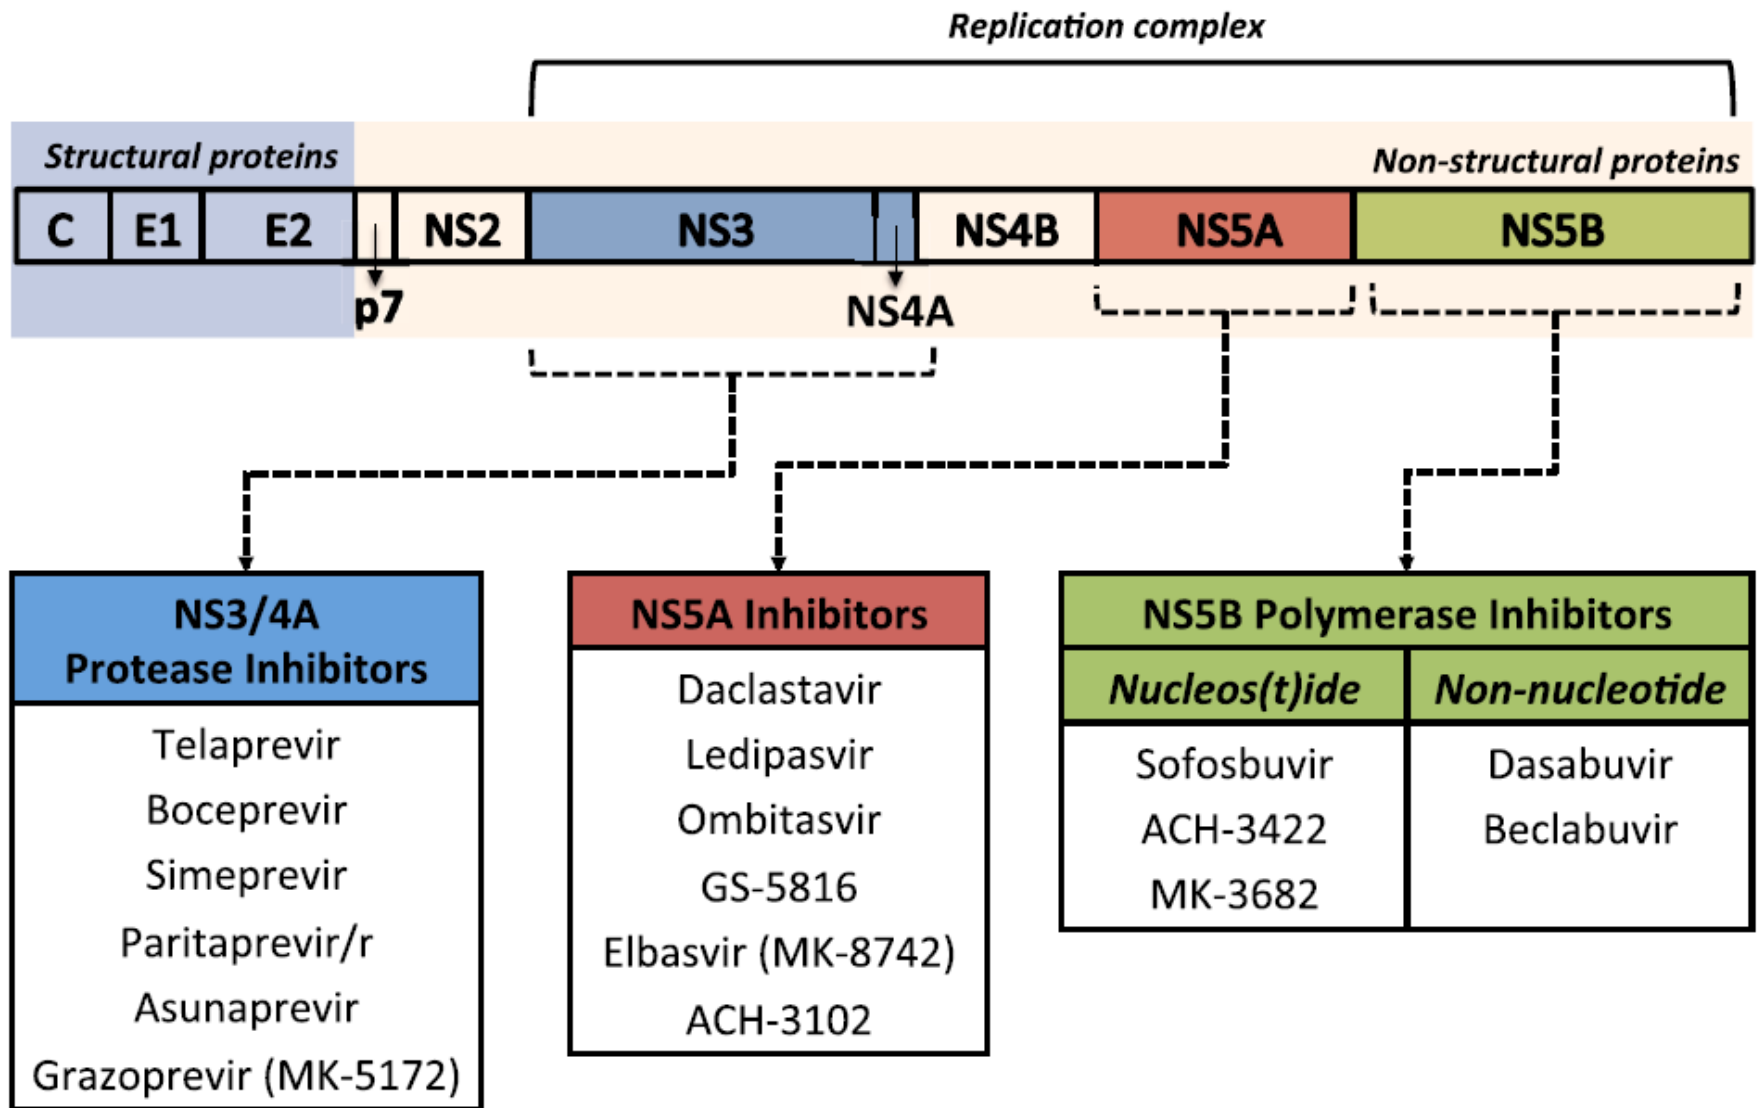 Replication complex
Structural proteins
Non-structural proteins
C E1 E2 NS2 NS3 NS4B NS5A NS5B
p7 NS4A
NS3/4A
Protease Inhibitors
Telaprevir
Boceprevir
Simeprevir
Paritaprevir/r
Asunaprevir
Grazoprevir (MK-5172)
NS5A Inhibitors
Daclastavir
Ledipasvir
Ombitasvir
GS-5816
Elbasvir (MK-8742)
ACH-3102
NS5B Polymerase Inhibitors
Nucleos(t)ide
Sofosbuvir
ACH-3422
MK-3682
Non-nucleotide
Dasabuvir
Beclabuvir